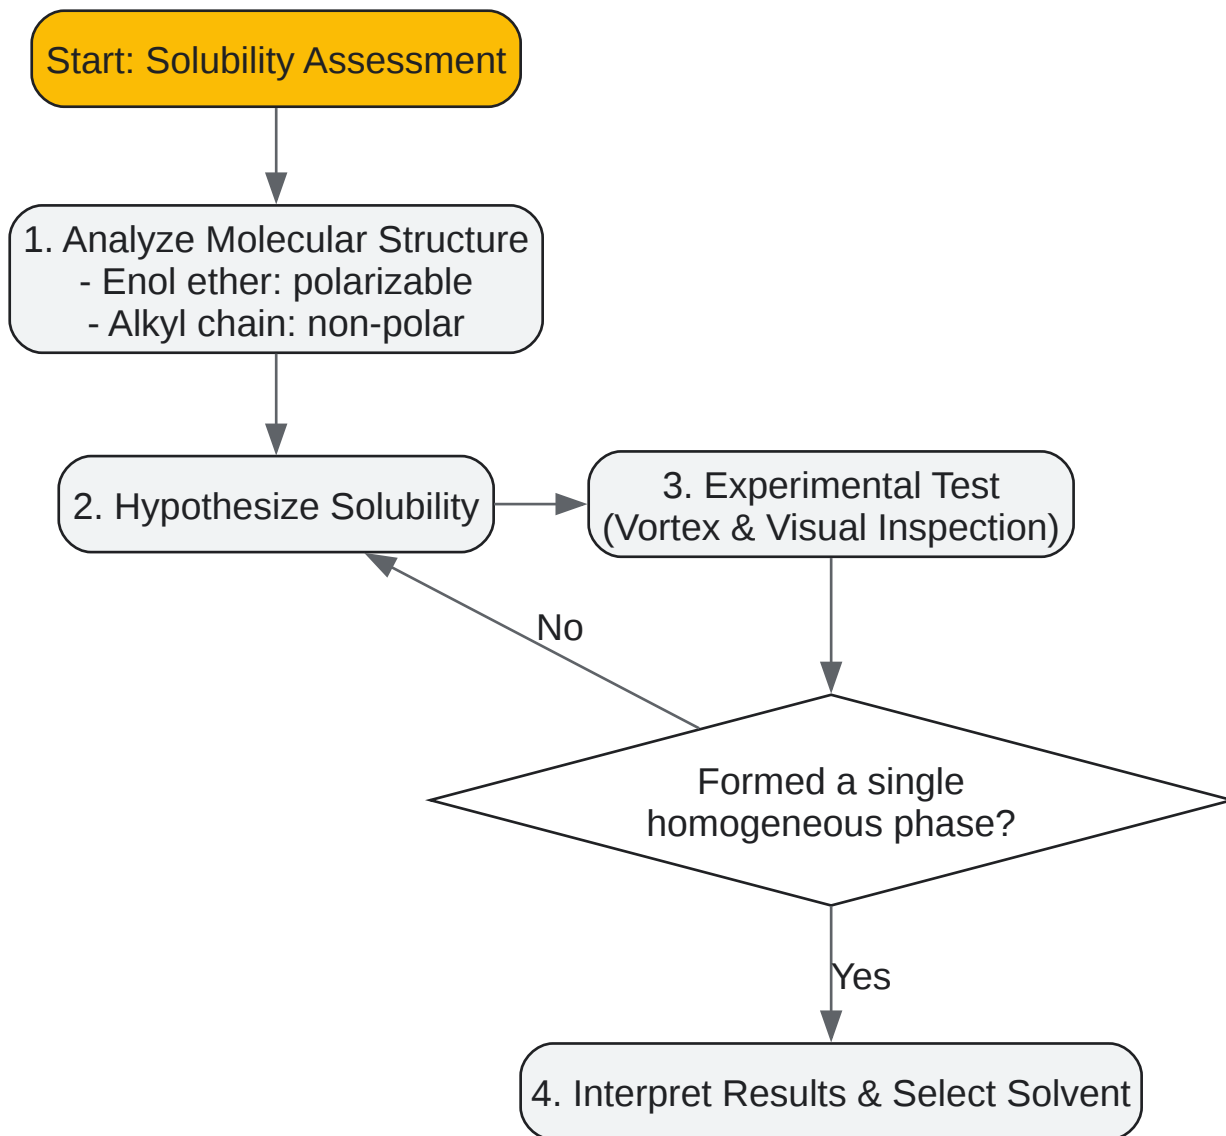 Start: Solubility Assessment
1. Analyze Molecular Structure
- Enol ether: polarizable
- Alkyl chain: non-polar
2. Hypothesize Solubility
3. Experimental Test
(Vortex & Visual Inspection)
No
Formed a single
homogeneous phase?
Yes
4. Interpret Results & Select Solvent